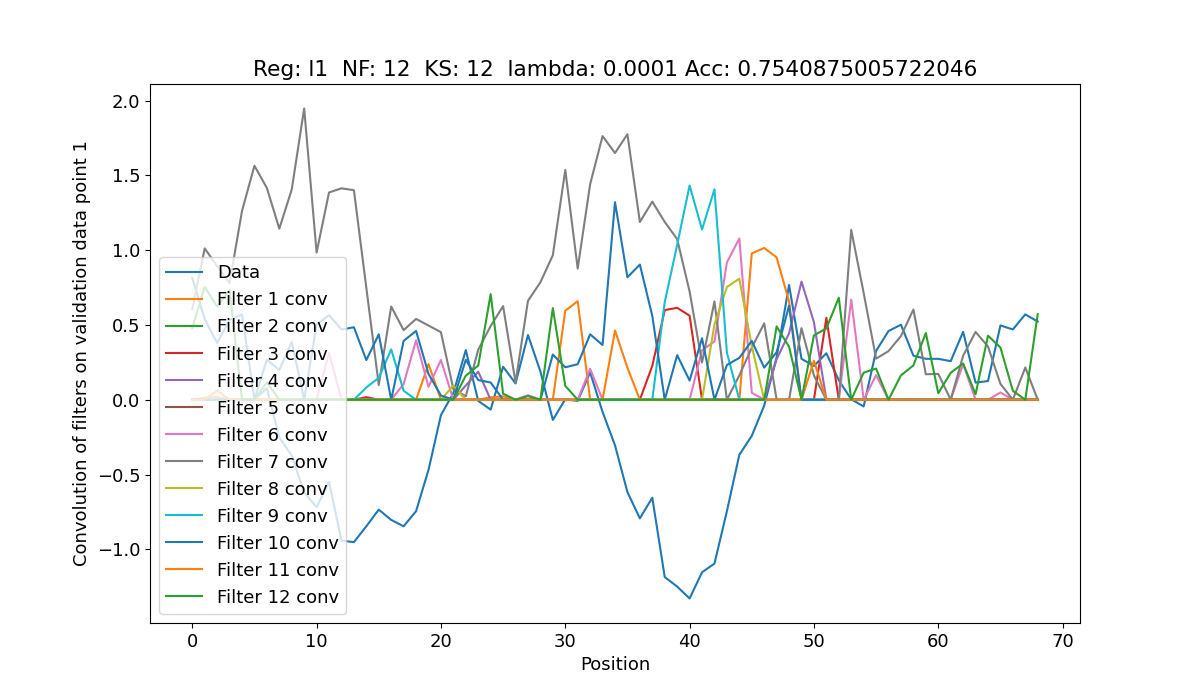 Reg: l1 NF: 12 KS: 12 lambda: 0.0001 Acc: 0.7540875005722046
Convolution of filters on validation data point 1
2.0
1.5
1.0
0.5
0.0
−0.5
−1.0
Data
Filter 1 conv
Filter 2 conv
Filter 3 conv
Filter 4 conv
Filter 5 conv
Filter 6 conv
Filter 7 conv
Filter 8 conv
Filter 9 conv
Filter 10 conv
Filter 11 conv
Filter 12 conv
0 10 20 30 40 50 60 70
Position